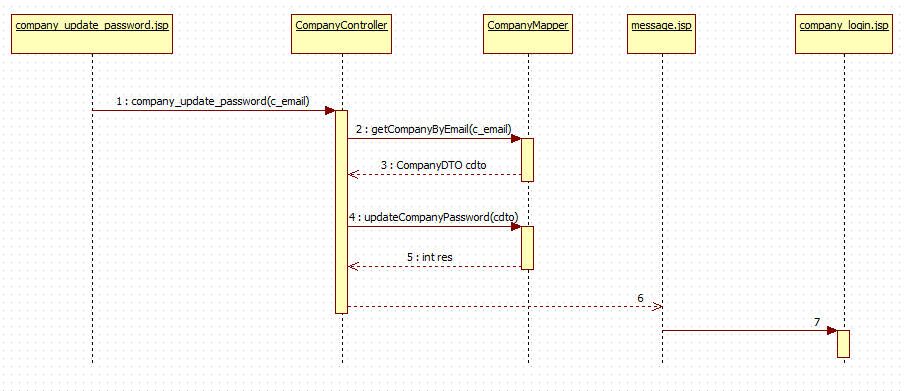 company_update_password.jsp
CompanyController
CompanyMapper
message.jsp
company_login.jsp
1 : company_update_password(c_email)
2 : getCompanyByEmail(c_email)
3 : CompanyDTO cdto
4 : updateCompanyPassword(cdto)
5 : int res
6
7